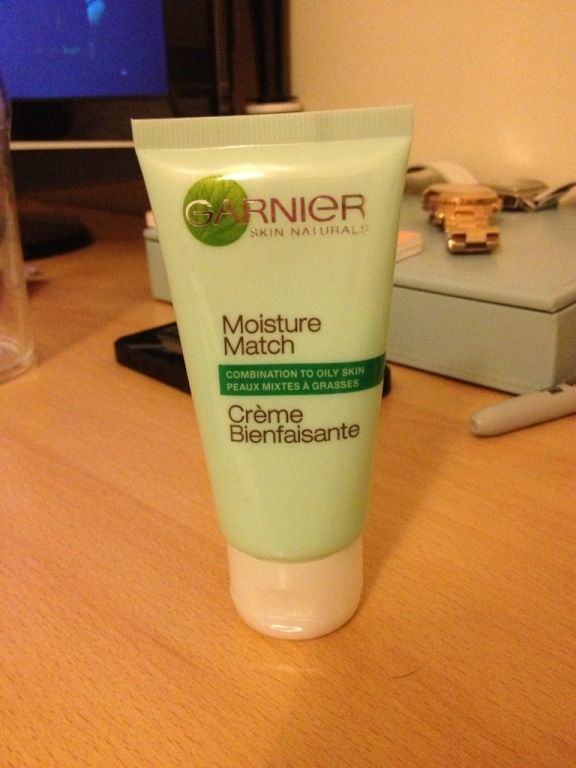 GARNIER
SKIN NATURALS
Moisture
Match
COMBINATION TO OILY SKIN
PEAUX MIXTES À GRASSES
Crème
Bienfaisante